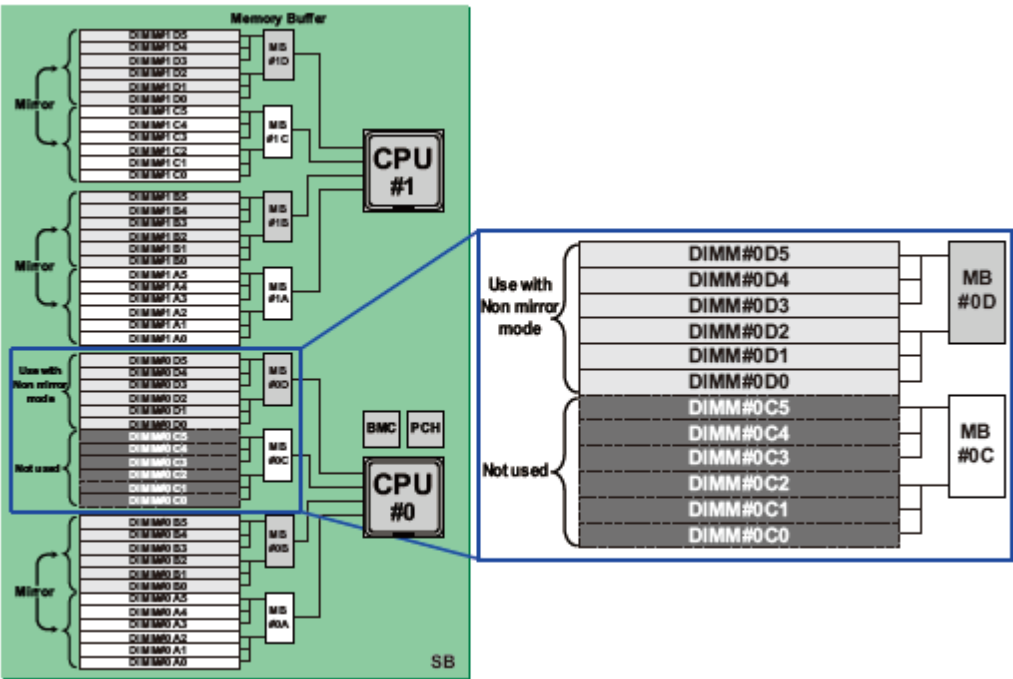 Memory Buffer
DIMM#1D5
DIMM#1D4
DIMM#1D3
DIMM#1D2
DIMM#1D1
DIMM#1D0
MB
#1D
Mirror
DIMM#1C5
DIMM#1C4
DIMM#1C3
DIMM#1C2
DIMM#1C1
DIMM#1C0
MB
#1C
CPU
#1
DIMM#1B5
DIMM#1B4
DIMM#1B3
DIMM#1B2
DIMM#1B1
DIMM#1B0
MB
#1B
Mirror
DIMM#1A5
DIMM#1A4
DIMM#1A3
DIMM#1A2
DIMM#1A1
DIMM#1A0
MB
#1A
Use with
Non mirror
mode
DIMM#0D5
DIMM#0D4
DIMM#0D3
DIMM#0D2
DIMM#0D1
DIMM#0D0
MB
#0D
Not used
DIMM#0C5
DIMM#0C4
DIMM#0C3
DIMM#0C2
DIMM#0C1
DIMM#0C0
MB
#0C
BMC
PCH
CPU
#0
DIMM#0B5
DIMM#0B4
DIMM#0B3
DIMM#0B2
DIMM#0B1
DIMM#0B0
MB
#0B
Mirror
DIMM#0A5
DIMM#0A4
DIMM#0A3
DIMM#0A2
DIMM#0A1
DIMM#0A0
MB
#0A
SB
Use with
Non mirror
mode
DIMM#0D5
DIMM#0D4
DIMM#0D3
DIMM#0D2
DIMM#0D1
DIMM#0D0
MB
#0D
Not used
DIMM#0C5
DIMM#0C4
DIMM#0C3
DIMM#0C2
DIMM#0C1
DIMM#0C0
MB
#0C